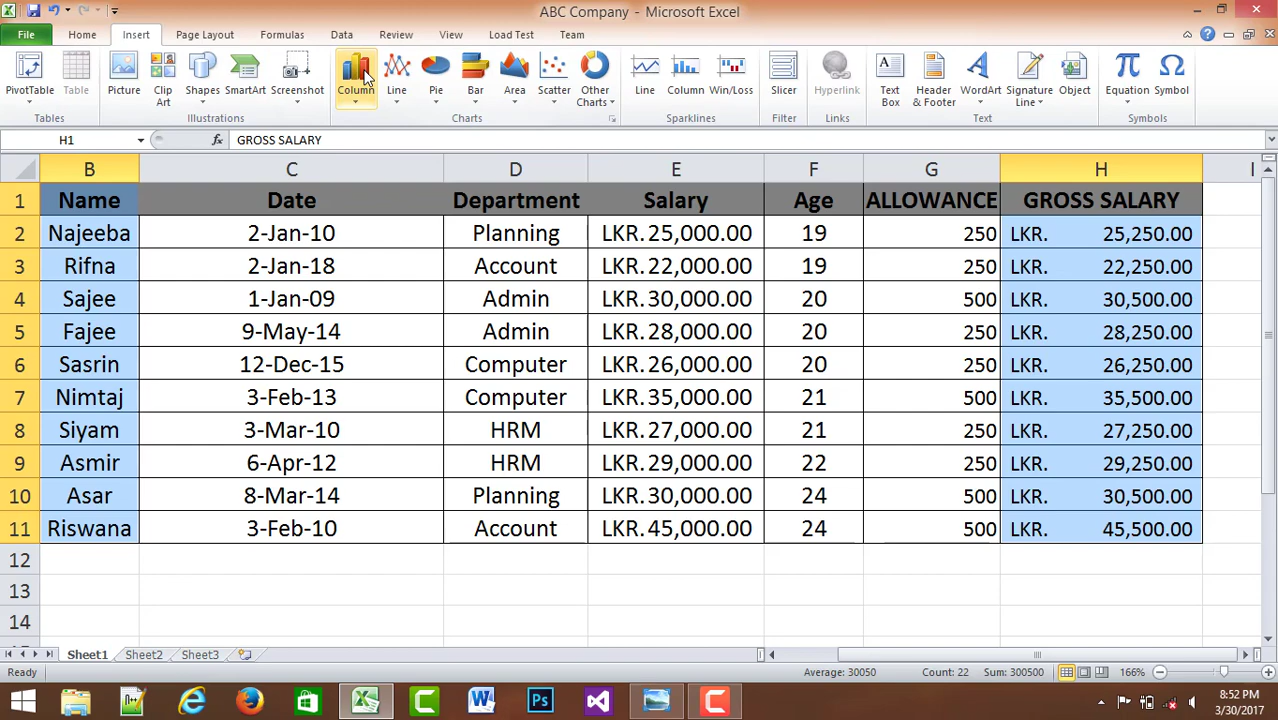 ABC Company - Microsoft Excel
File Home Insert Page Layout Formulas Data Review View Load Test Team
PivotTable Table Picture Clip Art Shapes SmartArt Screenshot Column Line Pie Bar Area Scatter Other Charts Line Column Win/Loss Slicer Hyperlink Text Box Header & Footer WordArt Signature Line Object Equation Symbol
Tables Illustrations Charts Sparklines Filter Links Text Symbols
H1 fx GROSS SALARY
B C D E F G H I
1 Name Date Department Salary Age ALLOWANCE GROSS SALARY
2 Najeeba 2-Jan-10 Planning LKR. 25,000.00 19 250 LKR. 25,250.00
3 Rifna 2-Jan-18 Account LKR. 22,000.00 19 250 LKR. 22,250.00
4 Sajee 1-Jan-09 Admin LKR. 30,000.00 20 500 LKR. 30,500.00
5 Fajee 9-May-14 Admin LKR. 28,000.00 20 250 LKR. 28,250.00
6 Sasrin 12-Dec-15 Computer LKR. 26,000.00 20 250 LKR. 26,250.00
7 Nimtaj 3-Feb-13 Computer LKR. 35,000.00 21 500 LKR. 35,500.00
8 Siyam 3-Mar-10 HRM LKR. 27,000.00 21 250 LKR. 27,250.00
9 Asmir 6-Apr-12 HRM LKR. 29,000.00 22 250 LKR. 29,250.00
10 Asar 8-Mar-14 Planning LKR. 30,000.00 24 500 LKR. 30,500.00
11 Riswana 3-Feb-10 Account LKR. 45,000.00 24 500 LKR. 45,500.00
12
13
14
Sheet1 Sheet2 Sheet3
Ready Average: 30050 Count: 22 Sum: 300500 166%
8:52 PM
3/30/2017